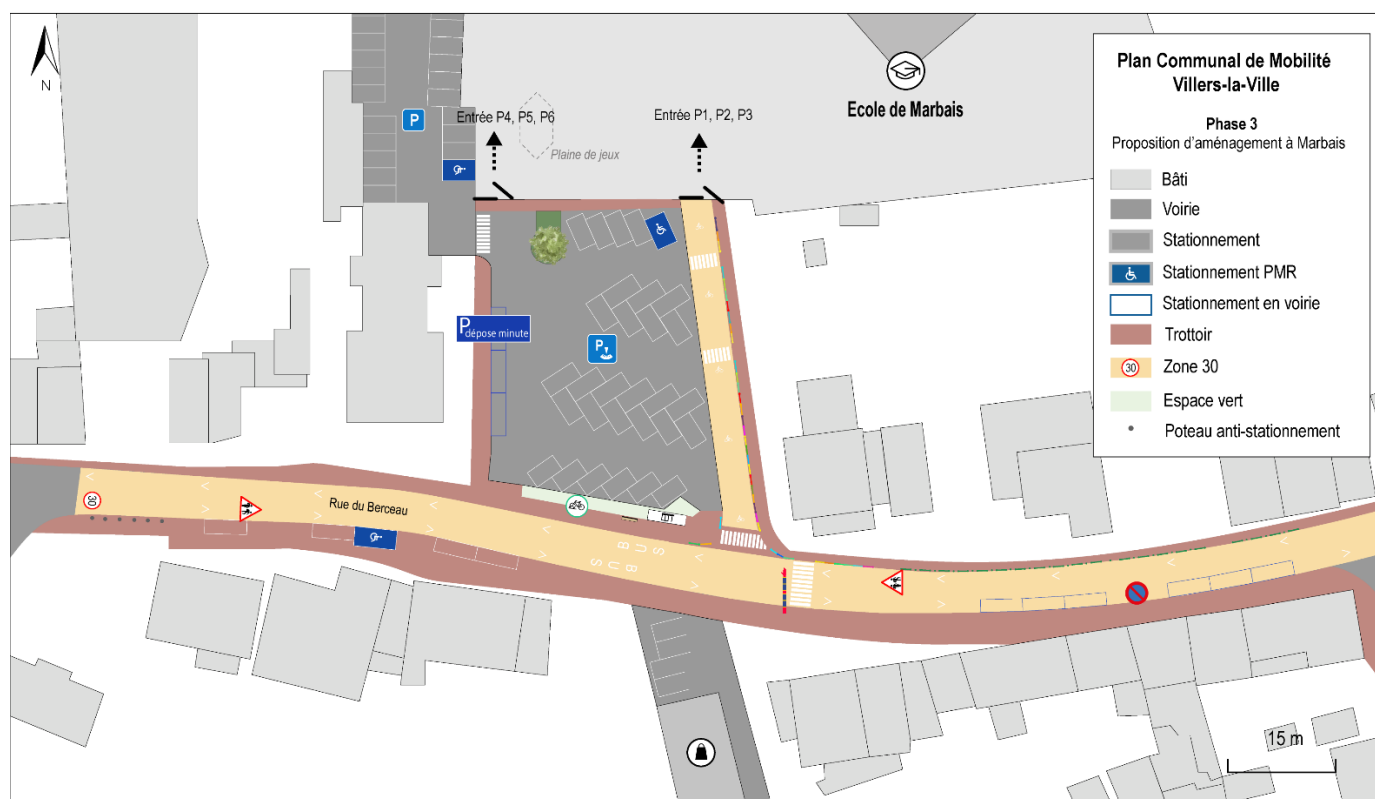 N
P
Entrée P4, P5, P6
Plaine de jeux
Entrée P1, P2, P3
Ecole de Marbais
P
dépose minute
P
30
Rue du Berceau
BUS
BUS
Plan Communal de Mobilité
Villers-la-Ville
Phase 3
Proposition d'aménagement à Marbais
Bâti
Voirie
Stationnement
Stationnement PMR
Stationnement en voirie
Trottoir
30
Zone 30
Espace vert
Poteau anti-stationnement
15 m